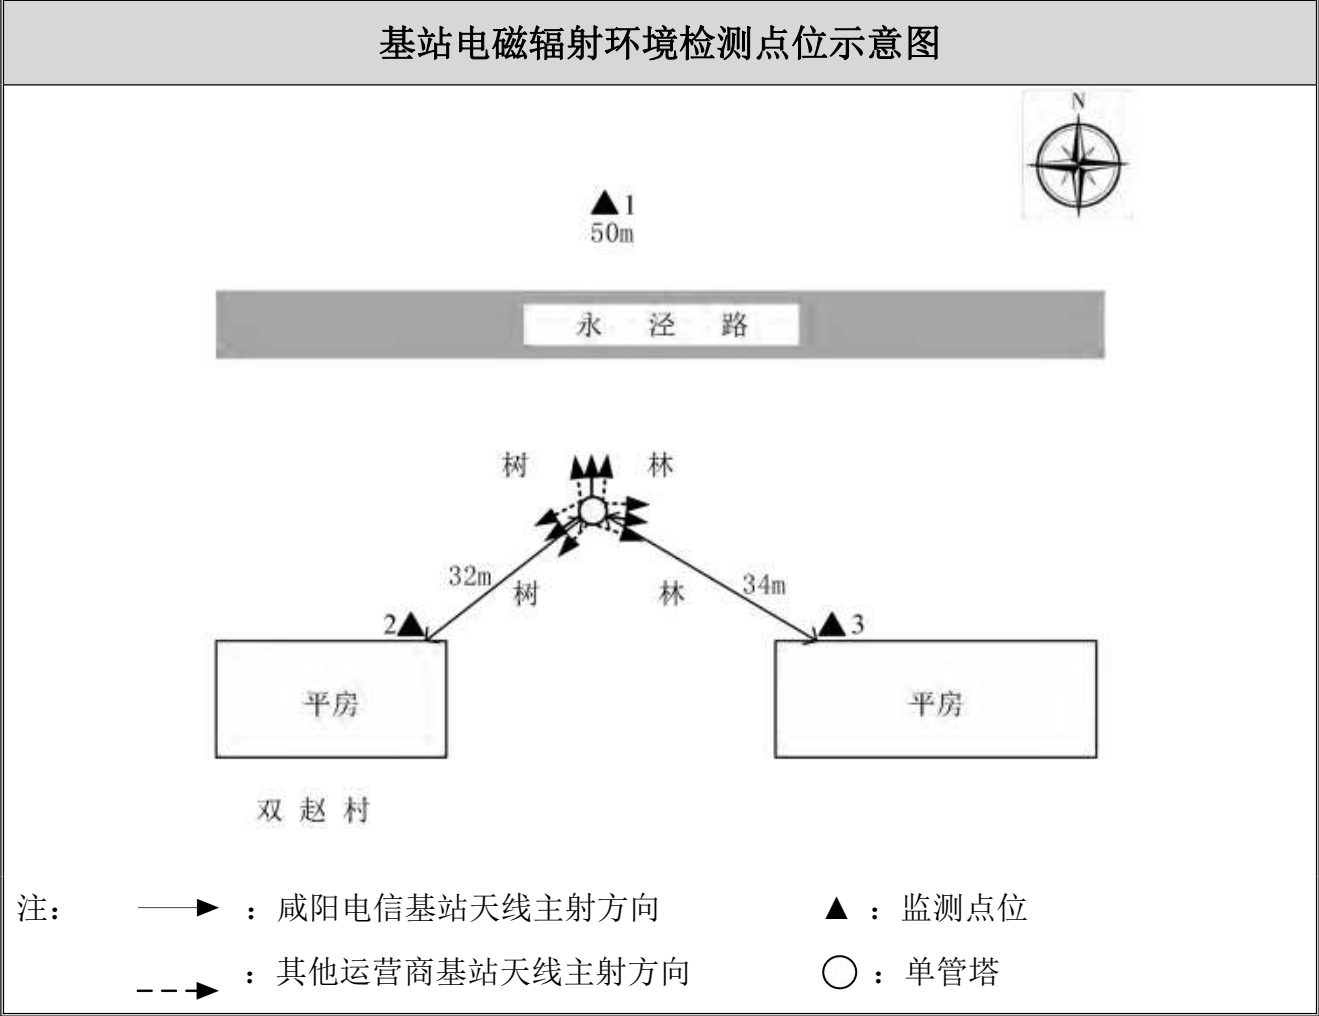 基站电磁辐射环境检测点位示意图
N
▲1
50m
永 泾 路
树 林
32m 树 林 34m
2▲ ▲3
平房 平房
双 赵 村
注： ：咸阳电信基站天线主射方向 ▲：监测点位
：其他运营商基站天线主射方向 ：单管塔